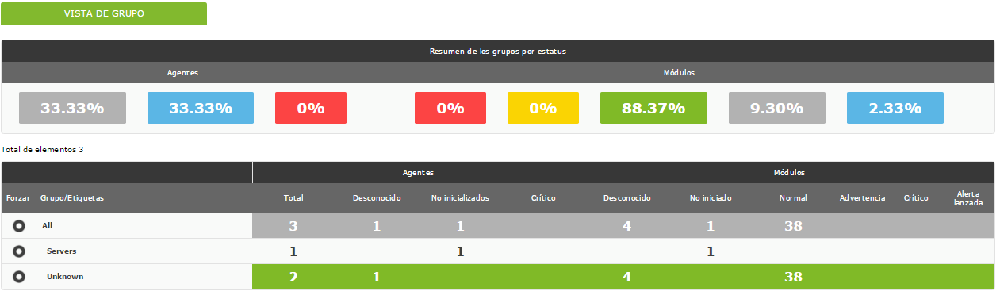 VISTA DE GRUPO
Resumen de los grupos por estatus
Agentes Módulos
33.33% 33.33% 0% 0% 0% 88.37% 9.30% 2.33%
Total de elementos 3
Agentes Módulos
Forzar Grupo/Etiquetas Total Desconocido No inicializados Crítico Desconocido No iniciado Normal Advertencia Crítico Alerta lanzada
All 3 1 1 4 1 38
Servers 1 1 1
Unknown 2 1 4 38